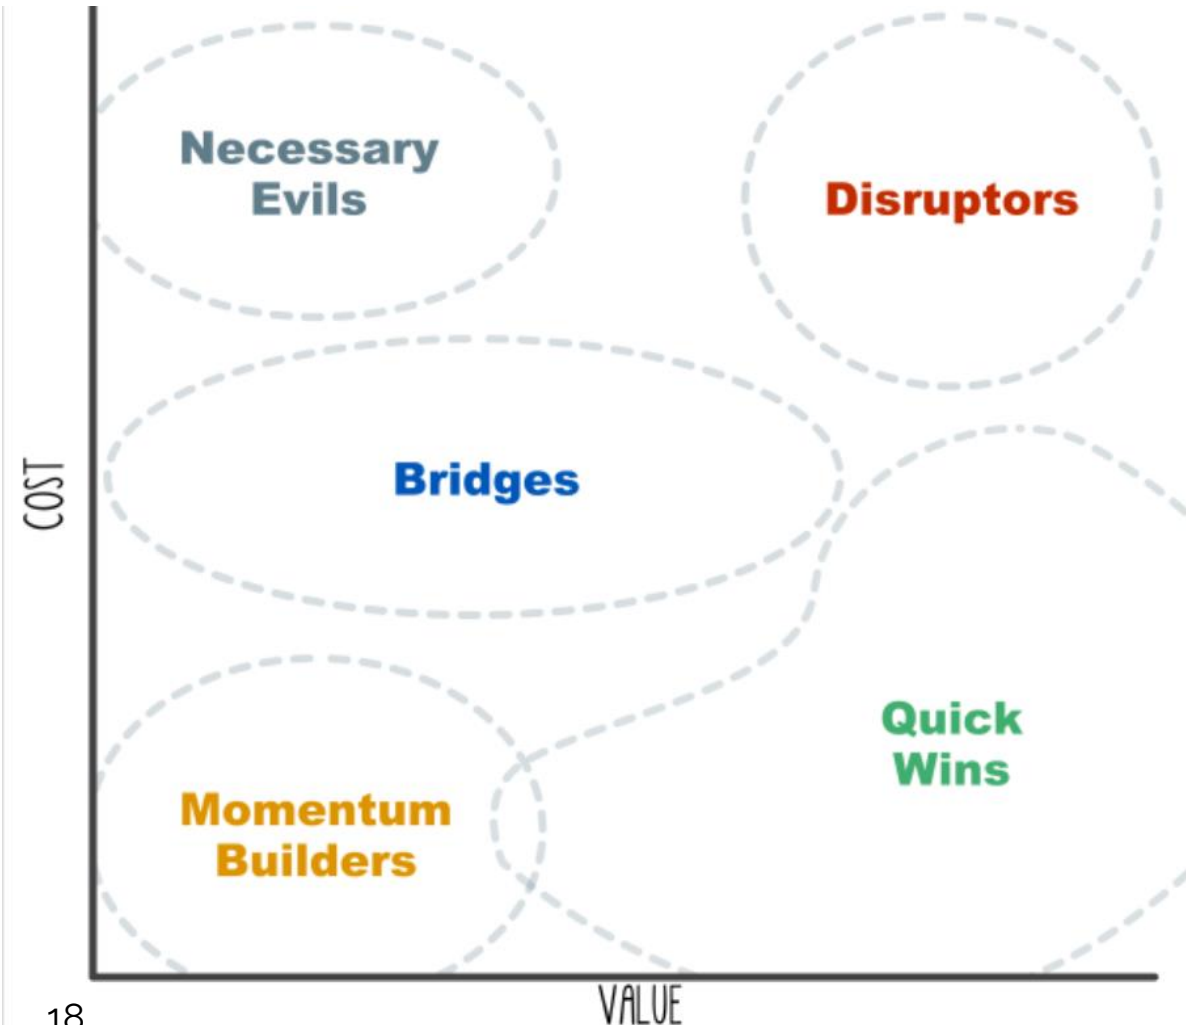 Necessary
Evils
Disruptors
Bridges
COST
Quick
Wins
Momentum
Builders
VALUE
18